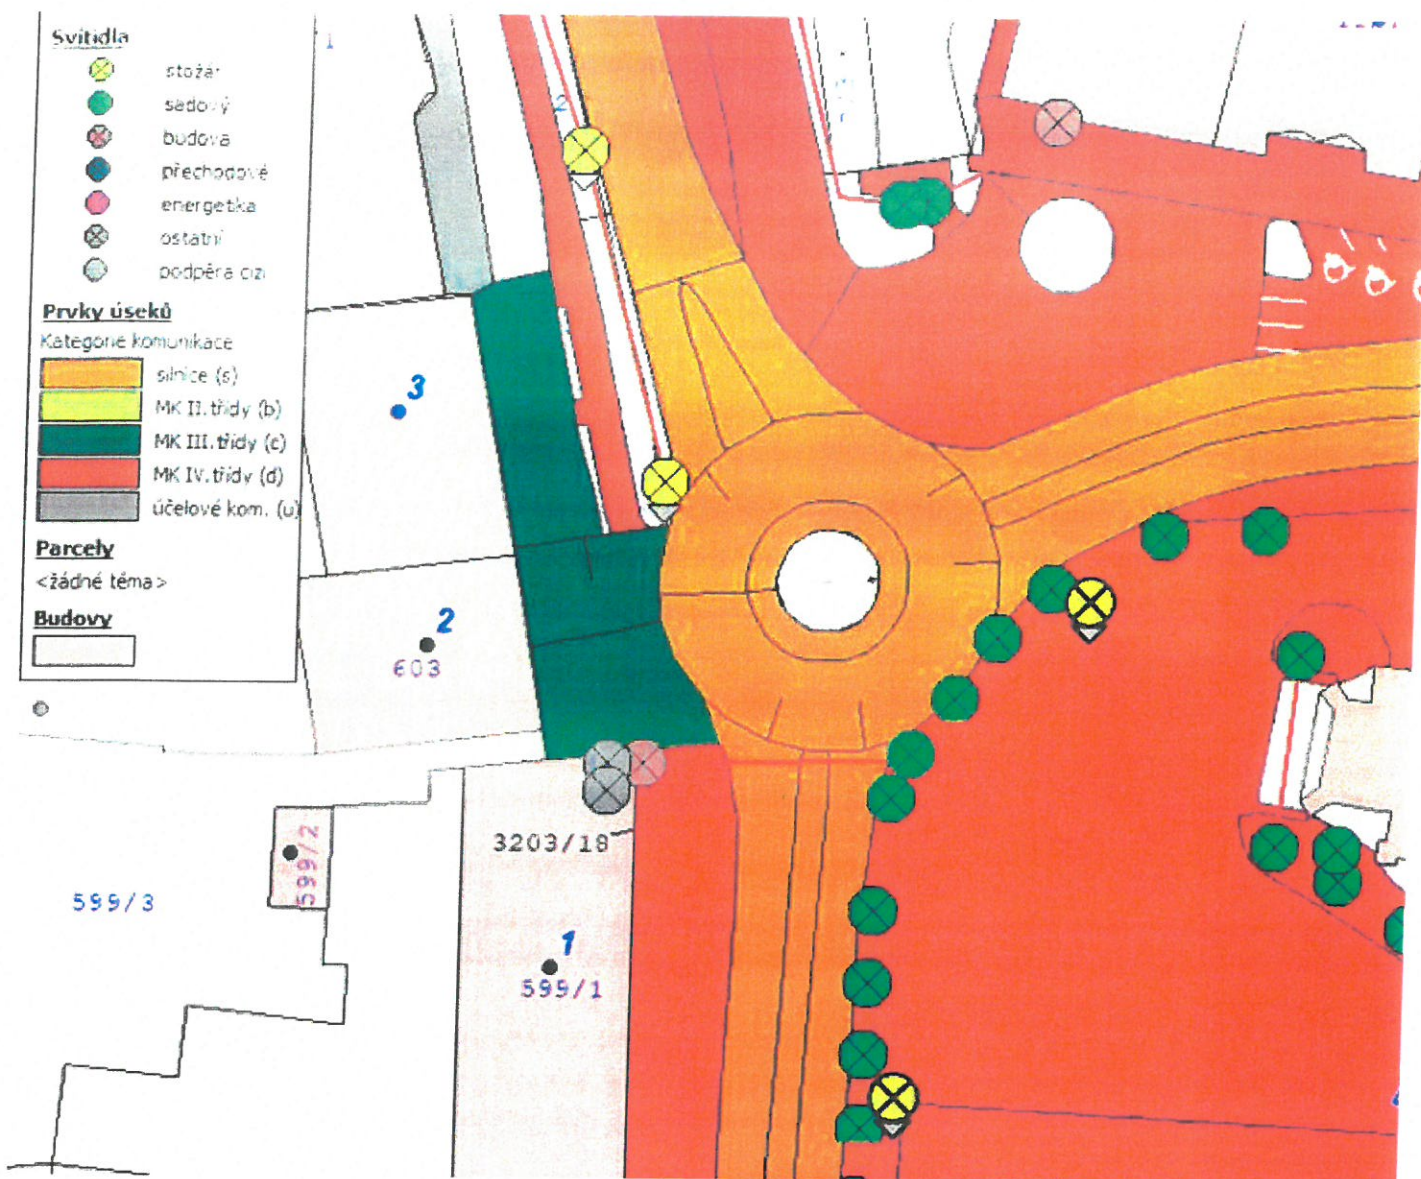 Svítidla
stožár
sadový
budova
přechodové
energetika
ostatní
podpěra cizí
Prvky úseků
Kategorie komunikace
silnice (s)
MK II. třídy (b)
MK III. třídy (c)
MK IV. třídy (d)
účelové kom. (u)
Parcely
<žádné téma>
Budovy
1
2
3
2
603
3203/18
599/2
599/3
1
599/1